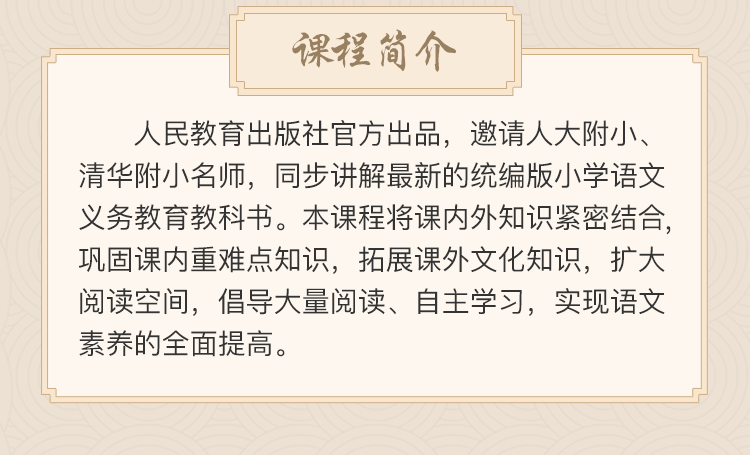 课程简介
人民教育出版社官方出品，邀请人大附小、
清华附小名师，同步讲解最新的统编版小学语文
义务教育教科书。本课程将课内外知识紧密结合，
巩固课内重难点知识，拓展课外文化知识，扩大
阅读空间，倡导大量阅读、自主学习，实现语文
素养的全面提高。